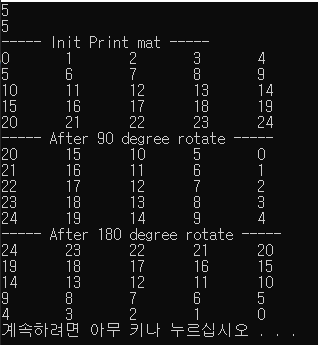 5
5
----- Init Print mat -----
0 1 2 3 4
5 6 7 8 9
10 11 12 13 14
15 16 17 18 19
20 21 22 23 24
----- After 90 degree rotate -----
20 15 10 5 0
21 16 11 6 1
22 17 12 7 2
23 18 13 8 3
24 19 14 9 4
----- After 180 degree rotate -----
24 23 22 21 20
19 18 17 16 15
14 13 12 11 10
9 8 7 6 5
4 3 2 1 0
계속하려면 아무 키나 누르십시오 . . .